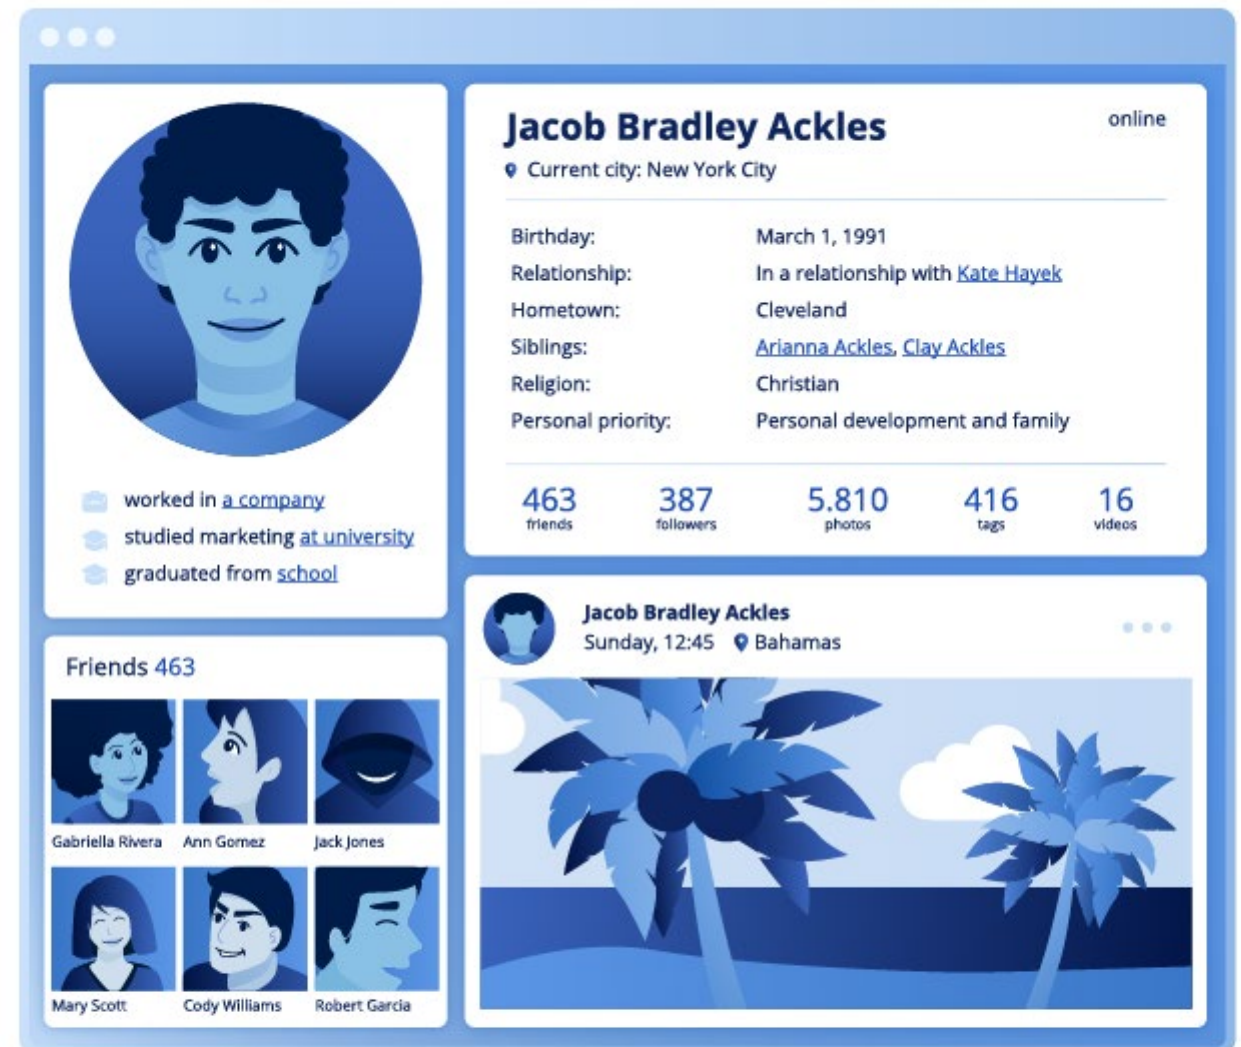 Jacob Bradley Ackles
online
Current city: New York City
Birthday: March 1, 1991
Relationship: In a relationship with Kate Hayek
Hometown: Cleveland
Siblings: Arianna Ackles, Clay Ackles
Religion: Christian
Personal priority: Personal development and family
463 387 5.810 416 16
friends followers photos tags videos
worked in a company
studied marketing at university
graduated from school
Friends 463
Gabriella Rivera Ann Gomez Jack Jones
Mary Scott Cody Williams Robert Garcia
Jacob Bradley Ackles
Sunday, 12:45 Bahamas